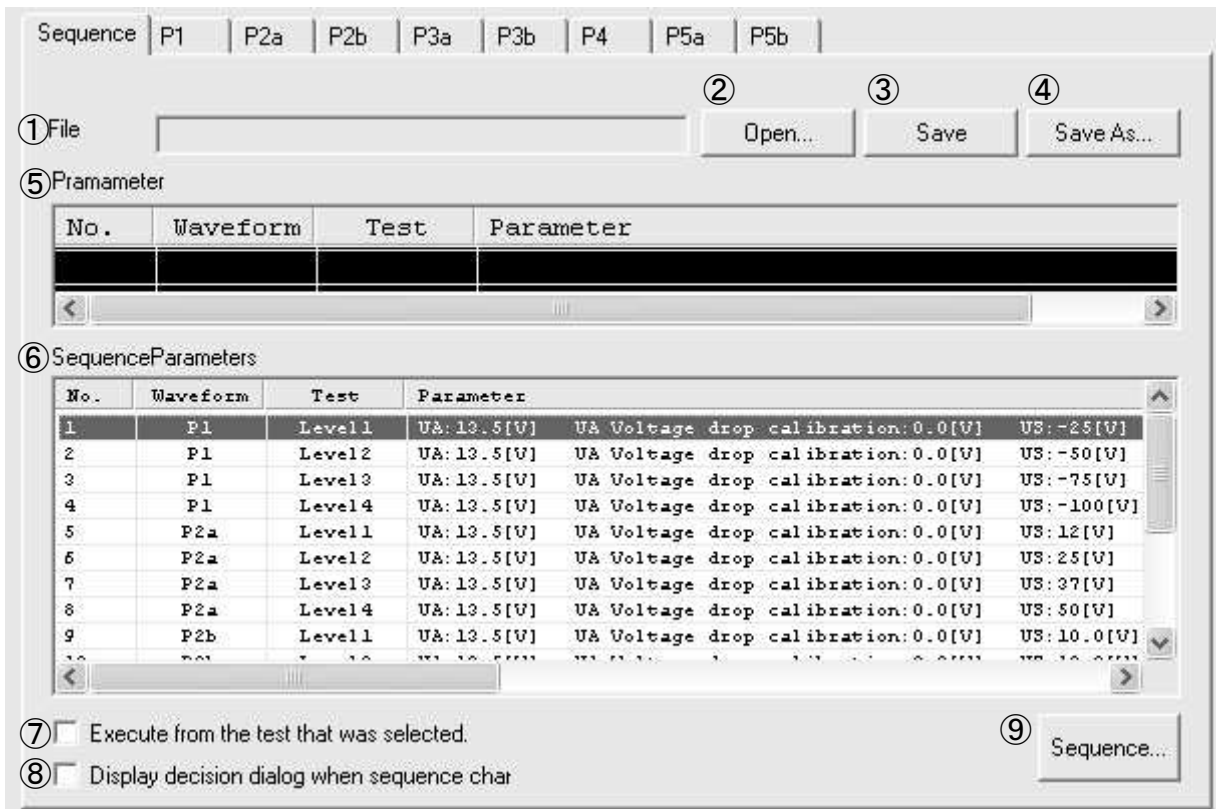 Sequence P1 P2a P2b P3a P3b P4 P5a P5b
② ③ ④
①File Open... Save Save As...
⑤Pramameter
No. Waveform Test Parameter
⑥SequenceParameters
No. Waveform Test Parameter
1 P1 Level1 UA:13.5[V] UA Voltage drop calibration:0.0[V] US:-25[V]
2 P1 Level2 UA:13.5[V] UA Voltage drop calibration:0.0[V] US:-50[V]
3 P1 Level3 UA:13.5[V] UA Voltage drop calibration:0.0[V] US:-75[V]
4 P1 Level4 UA:13.5[V] UA Voltage drop calibration:0.0[V] US:-100[V]
5 P2a Level1 UA:13.5[V] UA Voltage drop calibration:0.0[V] US:12[V]
6 P2a Level2 UA:13.5[V] UA Voltage drop calibration:0.0[V] US:25[V]
7 P2a Level3 UA:13.5[V] UA Voltage drop calibration:0.0[V] US:37[V]
8 P2a Level4 UA:13.5[V] UA Voltage drop calibration:0.0[V] US:50[V]
9 P2b Level1 UA:13.5[V] UA Voltage drop calibration:0.0[V] US:10.0[V]
⑦ Execute from the test that was selected.
⑨ Sequence...
⑧ Display decision dialog when sequence char